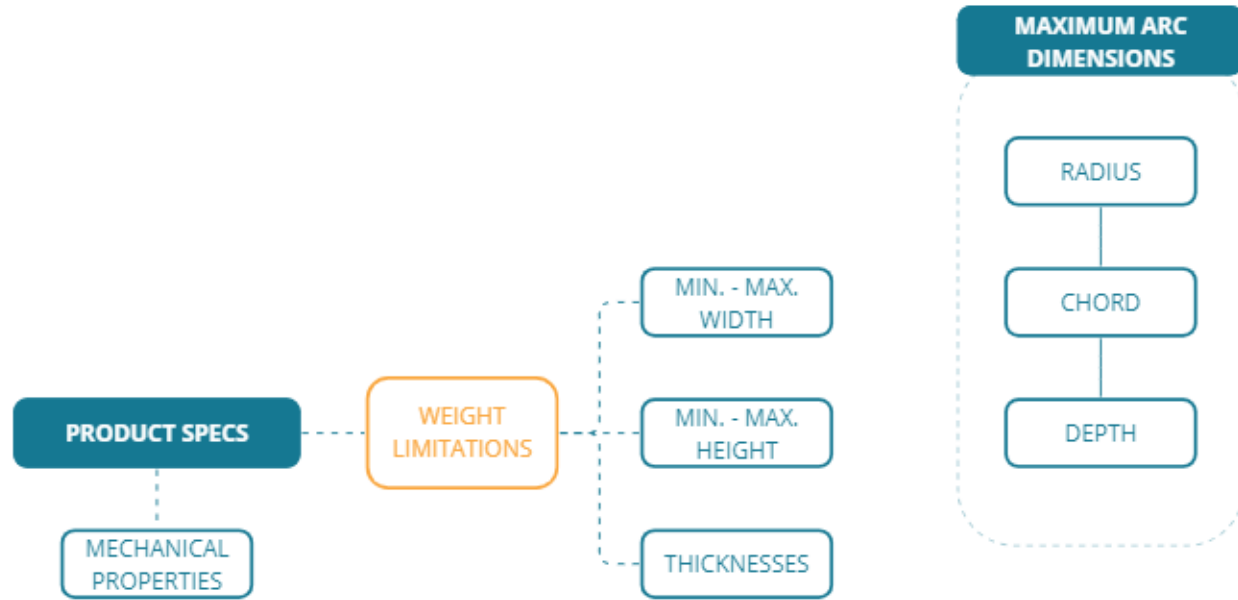 MAXIMUM ARC
DIMENSIONS
RADIUS
CHORD
DEPTH
MIN. - MAX.
WIDTH
MIN. - MAX.
HEIGHT
THICKNESSES
WEIGHT
LIMITATIONS
PRODUCT SPECS
MECHANICAL
PROPERTIES